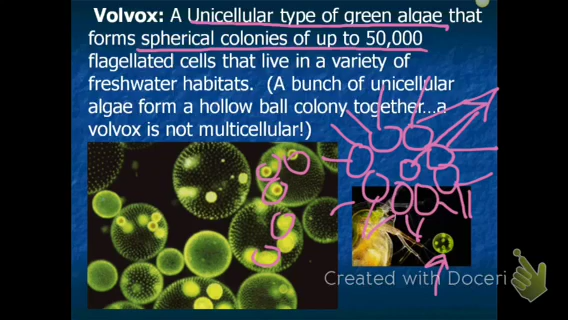 Volvox: A Unicellular type of green algae that
forms spherical colonies of up to 50,000
flagellated cells that live in a variety of
freshwater habitats. (A bunch of unicellular
algae form a hollow ball colony together...a
volvox is not multicellular!)
Created with Doceri